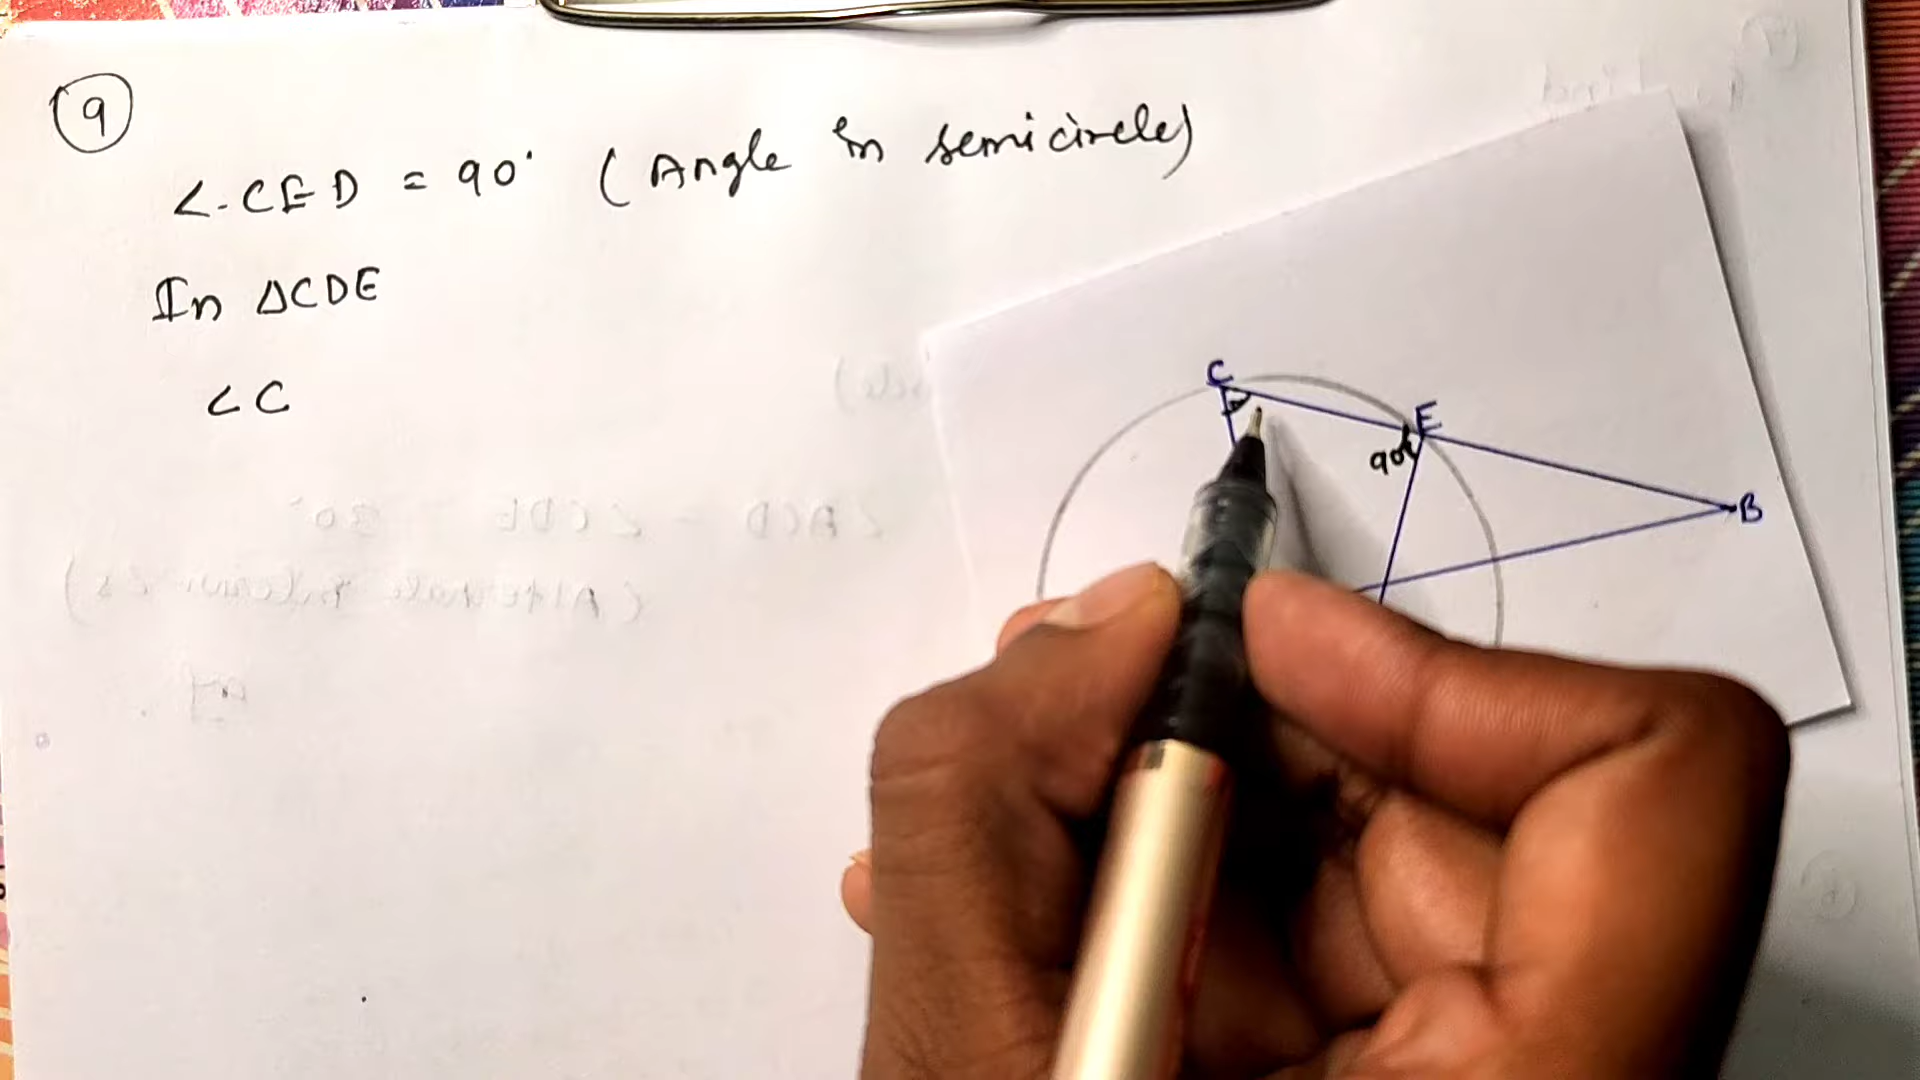 9
∠CED = 90° (Angle in semicircle)
In ΔCDE
∠C
C
E
90°
B